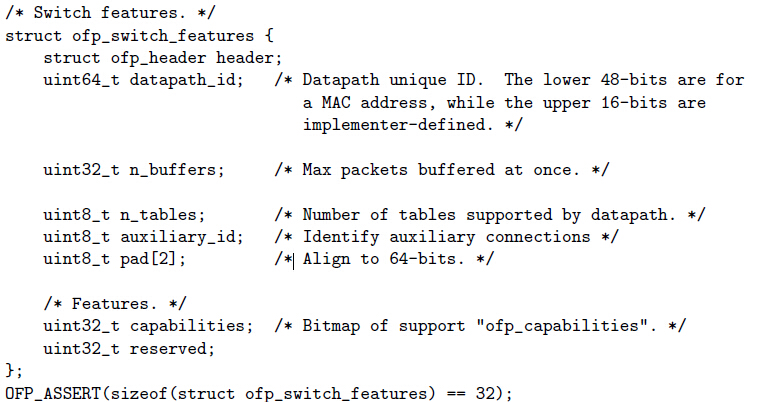 /* Switch features. */
struct ofp_switch_features {
    struct ofp_header header;
    uint64_t datapath_id;   /* Datapath unique ID.  The lower 48-bits are for
                               a MAC address, while the upper 16-bits are
                               implementer-defined. */
    uint32_t n_buffers;     /* Max packets buffered at once. */
    uint8_t n_tables;       /* Number of tables supported by datapath. */
    uint8_t auxiliary_id;   /* Identify auxiliary connections */
    uint8_t pad[2];         /* Align to 64-bits. */
    /* Features. */
    uint32_t capabilities;  /* Bitmap of support "ofp_capabilities". */
    uint32_t reserved;
};
OFP_ASSERT(sizeof(struct ofp_switch_features) == 32);